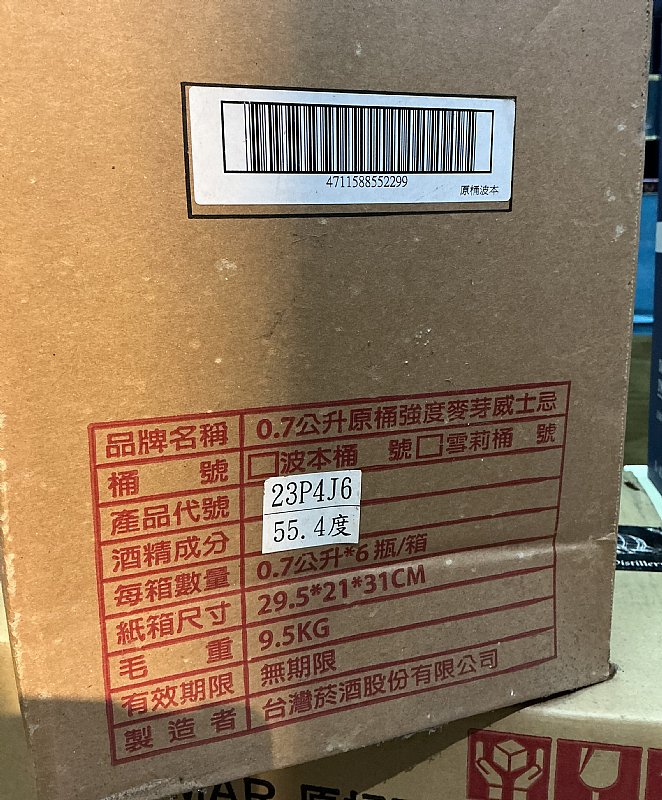 4711588552299
原桶波本
品牌名稱 0.7公升原桶強度麥芽威士忌
桶 號 □波本桶 號□雪莉桶 號
產品代號 23P4J6
酒精成分 55.4度
每箱數量 0.7公升*6瓶/箱
紙箱尺寸 29.5*21*31CM
毛 重 9.5KG
有效期限 無期限
製造者 台灣菸酒股份有限公司
Distillery